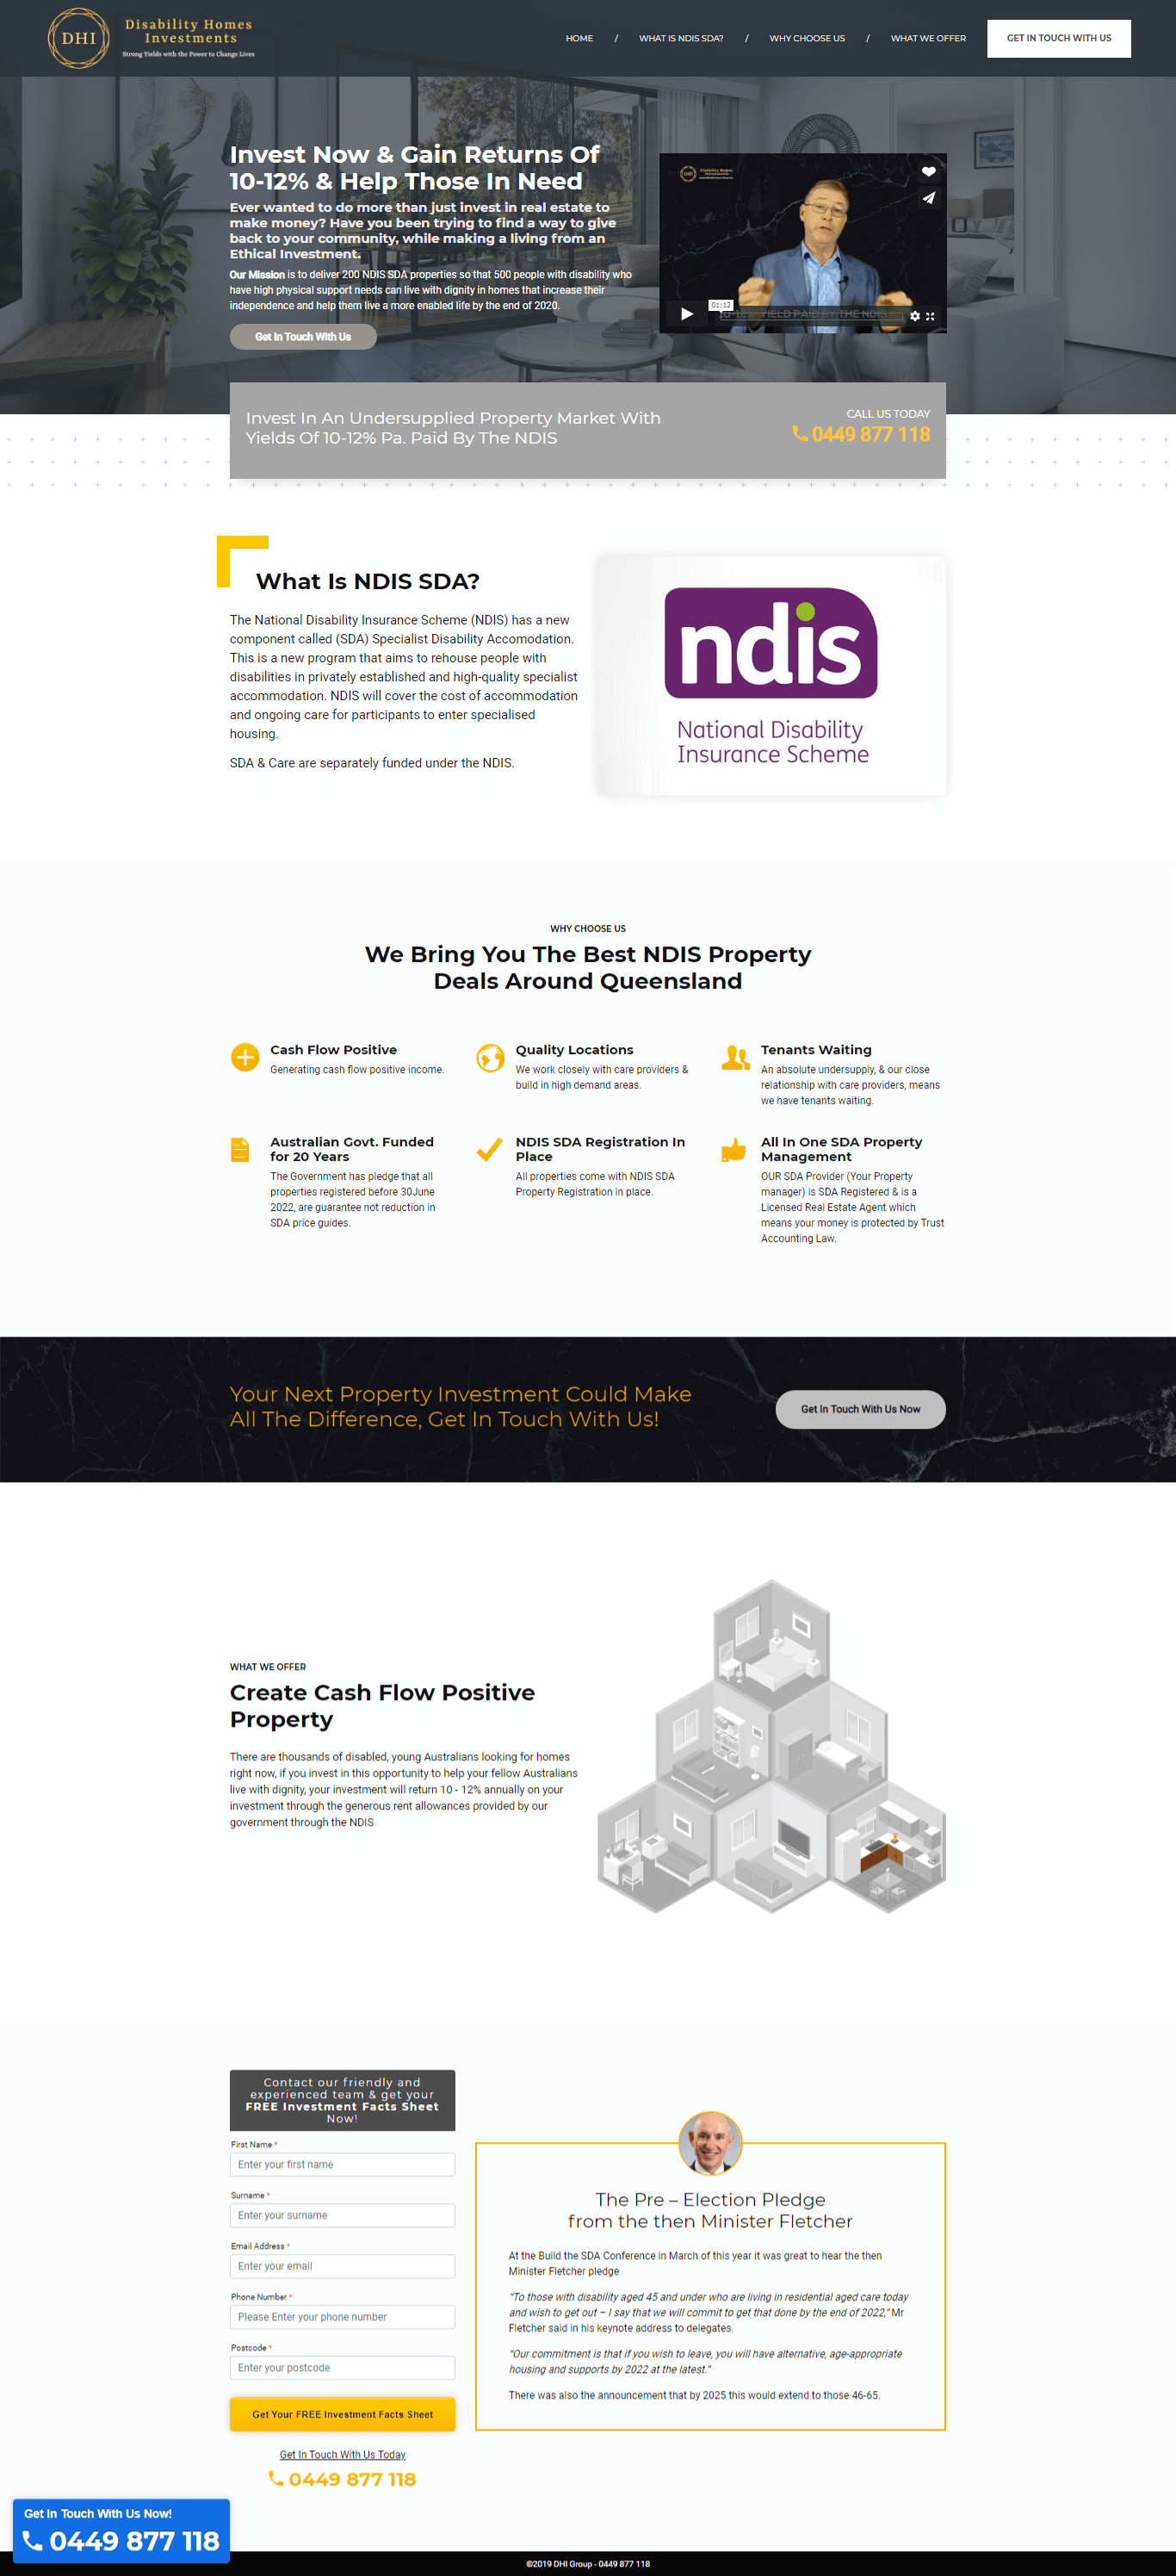 DHI
Disability Homes
Investments
Strong Yields with the Power to Change Lives
HOME / WHAT IS NDIS SDA? / WHY CHOOSE US / WHAT WE OFFER
GET IN TOUCH WITH US
Invest Now & Gain Returns Of
10-12% & Help Those In Need
Ever wanted to do more than just invest in real estate to
make money? Have you been trying to find a way to give
back to your community, while making a living from an
Ethical Investment.
Our Mission is to deliver 200 NDIS SDA properties so that 500 people with disability who
have high physical support needs can live with dignity in homes that increase their
independence and help them live a more enabled life by the end of 2020.
Get In Touch With Us
Disability Homes
Investments
01:12
10-12% YIELD PAID BY THE NDIS
Invest In An Undersupplied Property Market With
Yields Of 10-12% Pa. Paid By The NDIS
CALL US TODAY
0449 877 118
What Is NDIS SDA?
The National Disability Insurance Scheme (NDIS) has a new
component called (SDA) Specialist Disability Accomodation.
This is a new program that aims to rehouse people with
disabilities in privately established and high-quality specialist
accommodation. NDIS will cover the cost of accommodation
and ongoing care for participants to enter specialised
housing.
SDA & Care are separately funded under the NDIS.
ndis
National Disability
Insurance Scheme
WHY CHOOSE US
We Bring You The Best NDIS Property
Deals Around Queensland
Cash Flow Positive
Generating cash flow positive income.
Quality Locations
We work closely with care providers &
build in high demand areas.
Tenants Waiting
An absolute undersupply, & our close
relationship with care providers, means
we have tenants waiting.
Australian Govt. Funded
for 20 Years
The Government has pledge that all
properties registered before 30June
2022, are guarantee not reduction in
SDA price guides.
NDIS SDA Registration In
Place
All properties come with NDIS SDA
Property Registration in place.
All In One SDA Property
Management
OUR SDA Provider (Your Property
manager) is SDA Registered & is a
Licensed Real Estate Agent which
means your money is protected by Trust
Accounting Law.
Your Next Property Investment Could Make
All The Difference, Get In Touch With Us!
Get In Touch With Us Now
WHAT WE OFFER
Create Cash Flow Positive
Property
There are thousands of disabled, young Australians looking for homes
right now, if you invest in this opportunity to help your fellow Australians
live with dignity, your investment will return 10 - 12% annually on your
investment through the generous rent allowances provided by our
government through the NDIS
Contact our friendly and
experienced team & get your
FREE Investment Facts Sheet
Now!
First Name *
Enter your first name
Surname *
Enter your surname
Email Address *
Enter your email
Phone Number *
Please Enter your phone number
Postcode *
Enter your postcode
Get Your FREE Investment Facts Sheet
Get In Touch With Us Today
0449 877 118
The Pre – Election Pledge
from the then Minister Fletcher
At the Build the SDA Conference in March of this year it was great to hear the then
Minister Fletcher pledge
“To those with disability aged 45 and under who are living in residential aged care today
and wish to get out – I say that we will commit to get that done by the end of 2022,” Mr
Fletcher said in his keynote address to delegates.
“Our commitment is that if you wish to leave, you will have alternative, age-appropriate
housing and supports by 2022 at the latest.”
There was also the announcement that by 2025 this would extend to those 46-65.
Get In Touch With Us Now!
0449 877 118
©2019 DHI Group - 0449 877 118